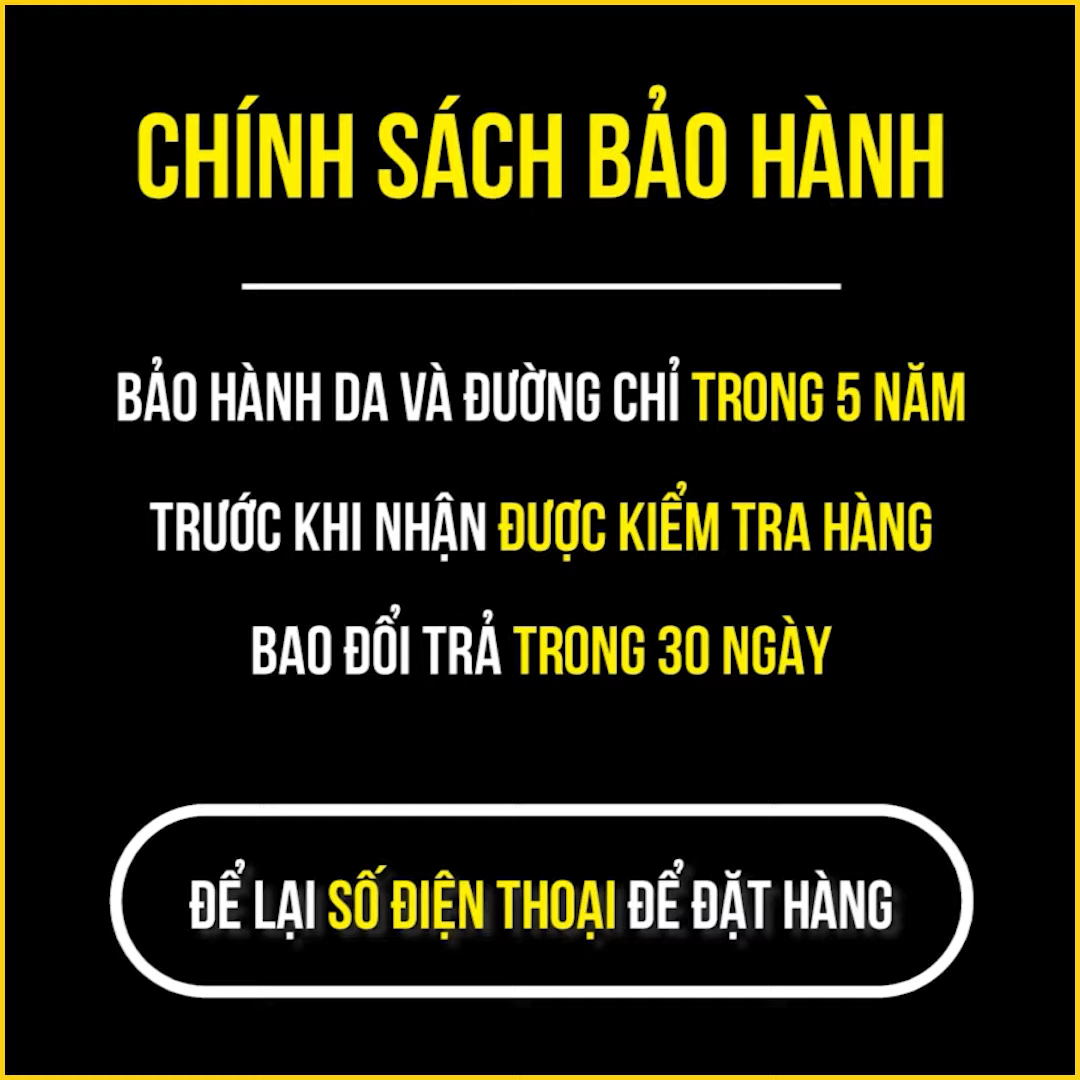 CHÍNH SÁCH BẢO HÀNH
BẢO HÀNH DA VÀ ĐƯỜNG CHỈ TRONG 5 NĂM
TRƯỚC KHI NHẬN ĐƯỢC KIỂM TRA HÀNG
BAO ĐỔI TRẢ TRONG 30 NGÀY
ĐỂ LẠI SỐ ĐIỆN THOẠI ĐỂ ĐẶT HÀNG